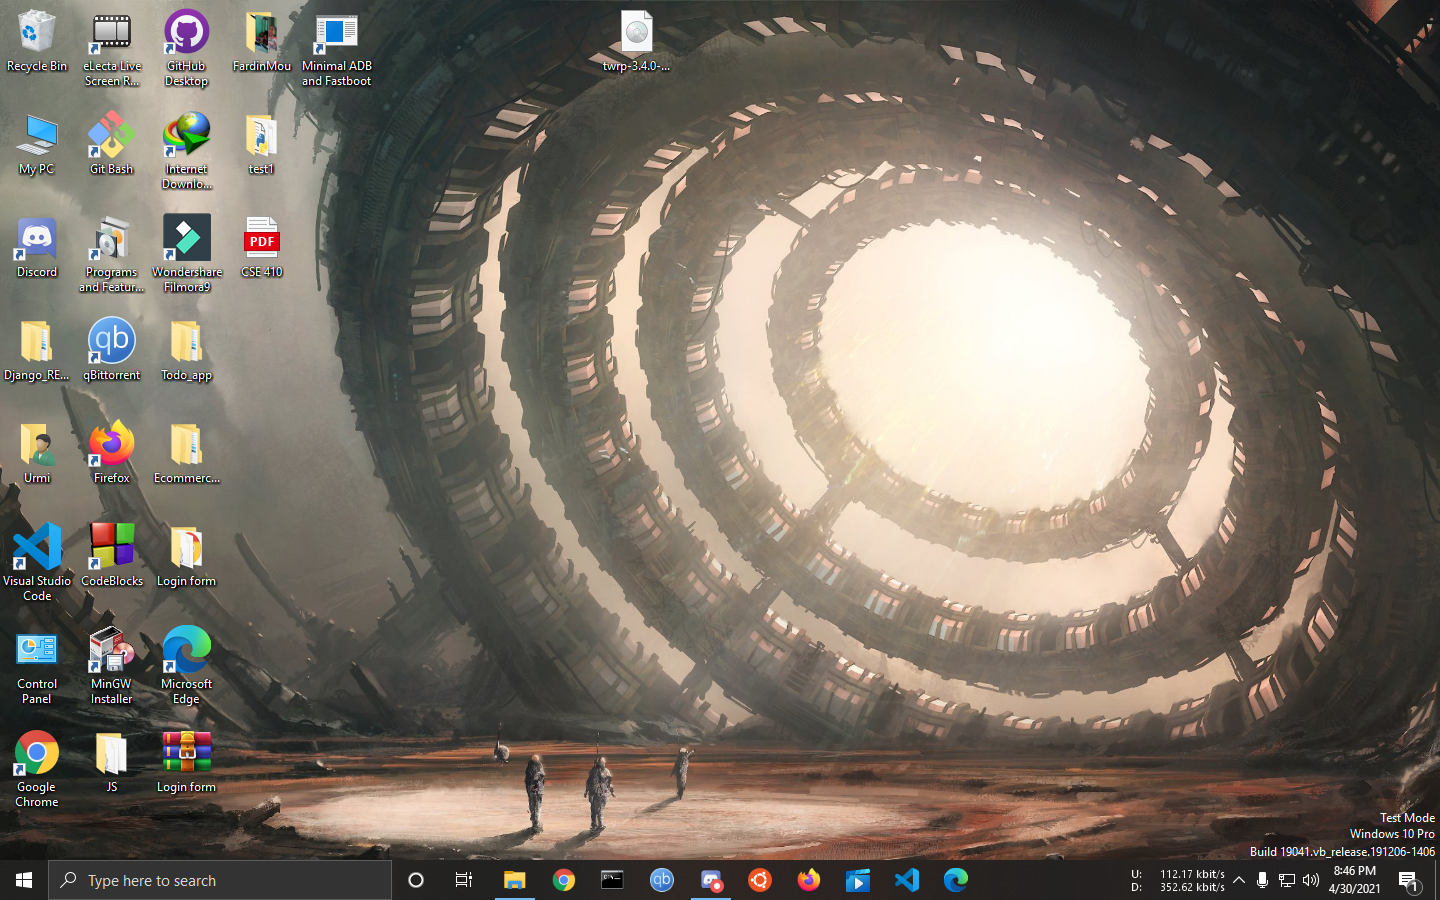 Recycle Bin
eLecta Live
Screen R...
GitHub
Desktop
FardinMou
Minimal ADB
and Fastboot
twrp-3.4.0-...
My PC
Git Bash
Internet
Downlo...
test1
Discord
Programs
and Featur...
Wondershare
Filmora9
PDF
CSE 410
Django_RE...
qb
qBittorrent
Todo_app
Urmi
Firefox
Ecommerc...
Visual Studio
Code
CodeBlocks
Login form
Control
Panel
MinGW
Installer
Microsoft
Edge
Google
Chrome
JS
Login form
Test Mode
Windows 10 Pro
Build 19041.vb_release.191206-1406
Type here to search
qb
U: 112.17 kbit/s
D: 352.62 kbit/s
8:46 PM
4/30/2021
1